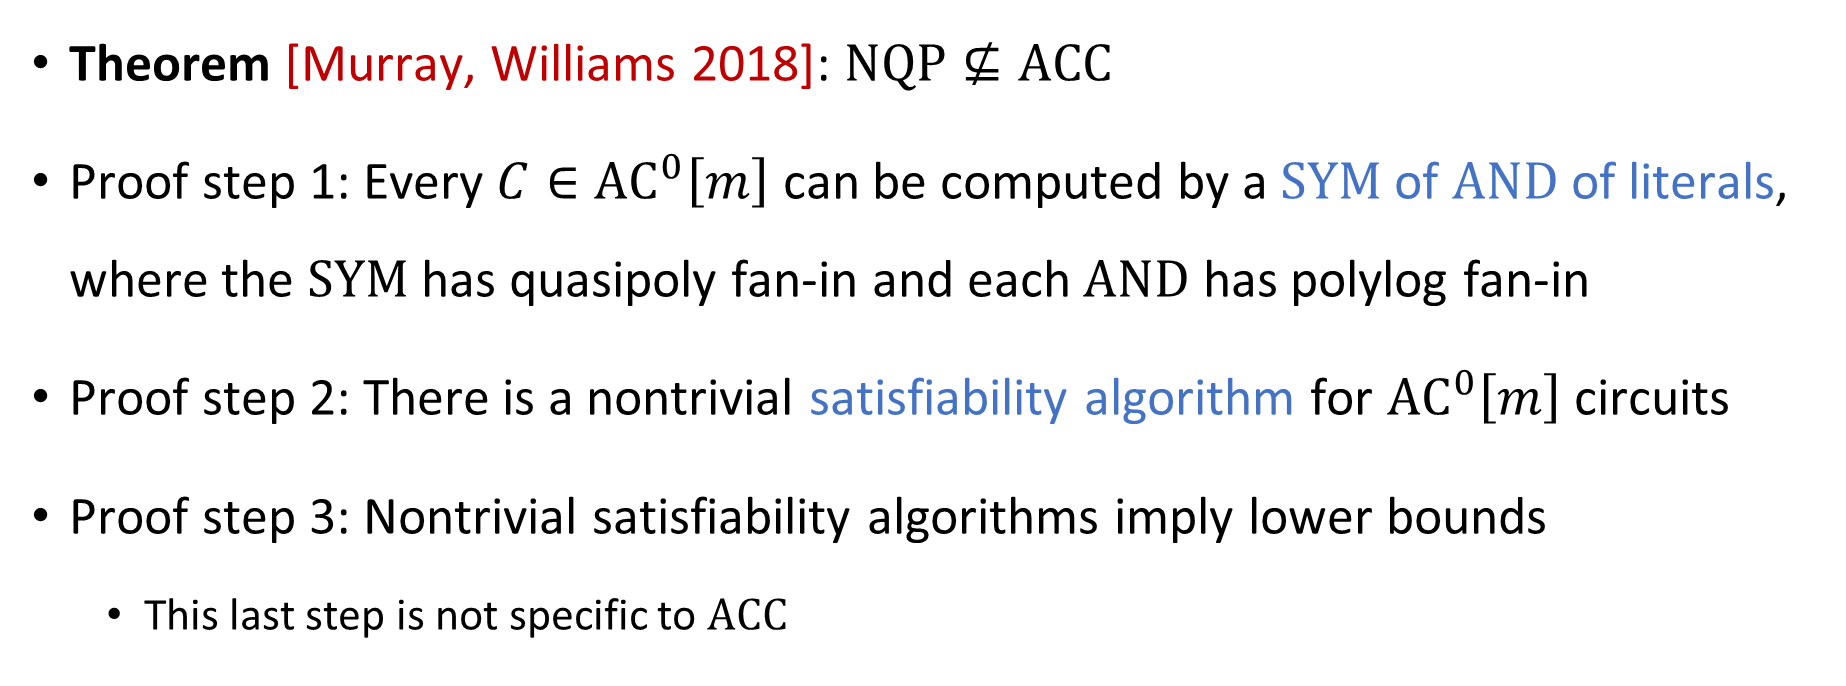 • Theorem [Murray, Williams 2018]: NQP ⊈ ACC
• Proof step 1: Every C ∈ AC⁰[m] can be computed by a SYM of AND of literals,
where the SYM has quasipoly fan-in and each AND has polylog fan-in
• Proof step 2: There is a nontrivial satisfiability algorithm for AC⁰[m] circuits
• Proof step 3: Nontrivial satisfiability algorithms imply lower bounds
• This last step is not specific to ACC